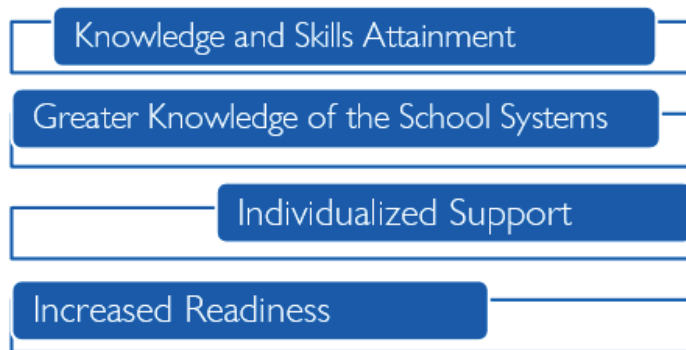 Knowledge and Skills Attainment
Greater Knowledge of the School Systems
Individualized Support
Increased Readiness